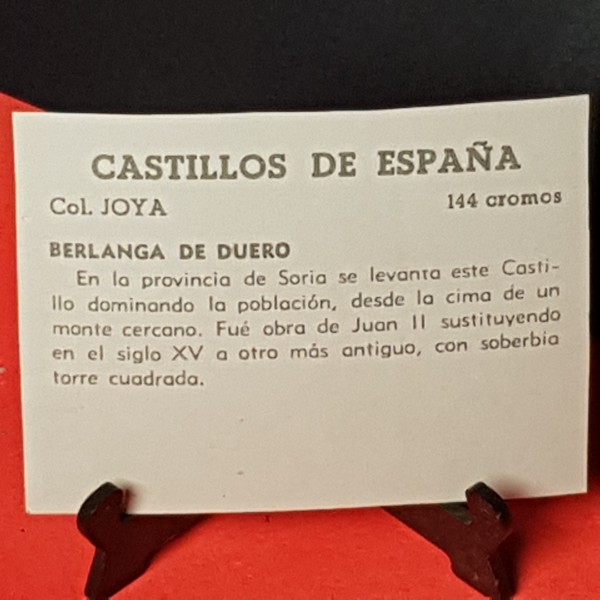 CASTILLOS DE ESPAÑA
Col. JOYA 144 cromos
BERLANGA DE DUERO
En la provincia de Soria se levanta este Casti-
llo dominando la población, desde la cima de un
monte cercano. Fué obra de Juan II sustituyendo
en el siglo XV a otro más antiguo, con soberbia
torre cuadrada.